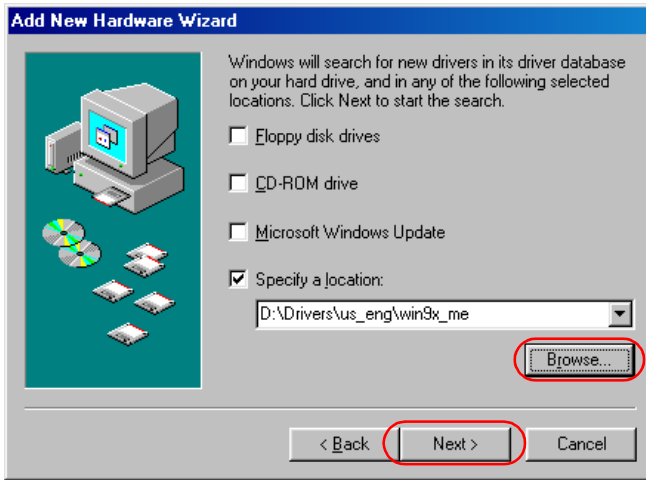 Add New Hardware Wizard
Windows will search for new drivers in its driver database
on your hard drive, and in any of the following selected
locations. Click Next to start the search.
Floppy disk drives
CD-ROM drive
Microsoft Windows Update
Specify a location:
D:\Drivers\us_eng\win9x_me
Browse...
< Back
Next >
Cancel